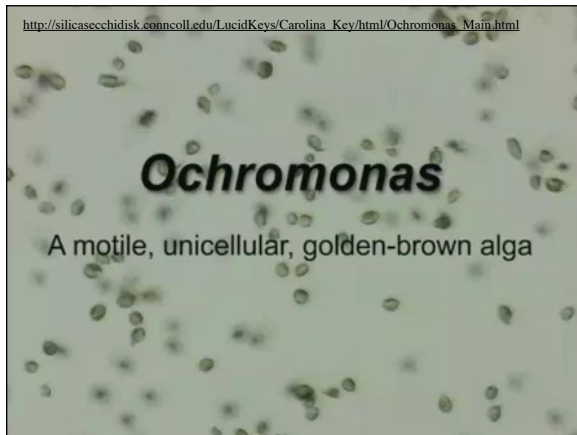 http://silicasecchidisk.conncoll.edu/LucidKeys/Carolina_Key/html/Ochromonas_Main.html
Ochromonas
A motile, unicellular, golden-brown alga